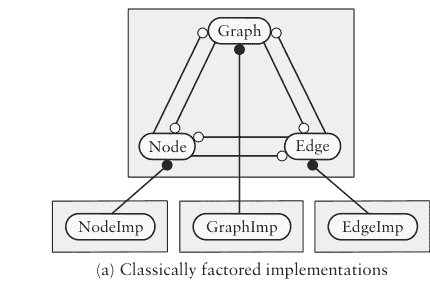 Graph
Node
Edge
NodeImp
GraphImp
EdgeImp
(a) Classically factored implementations